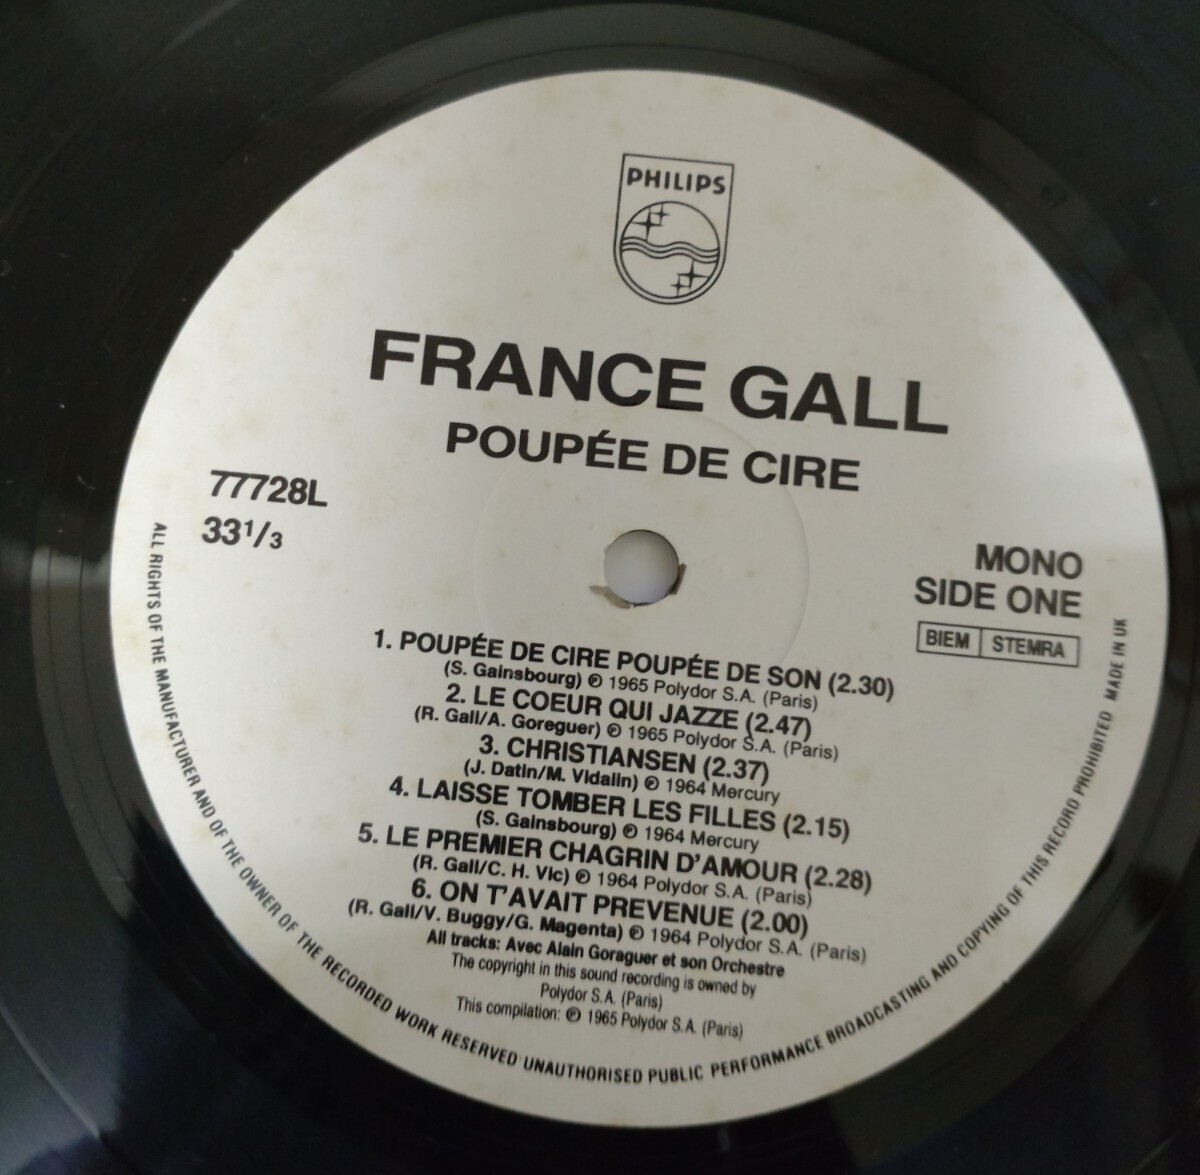 PHILIPS
FRANCE GALL
POUPÉE DE CIRE
77728L
33 1/3
MONO
SIDE ONE
BIEM STEMRA
1. POUPÉE DE CIRE POUPÉE DE SON (2.30)
(S. Gainsbourg) ℗ 1965 Polydor S.A. (Paris)
2. LE COEUR QUI JAZZE (2.47)
(R. Gall/A. Goreguer) ℗ 1965 Polydor S.A. (Paris)
3. CHRISTIANSEN (2.37)
(J. Datin/M. Vidalin) ℗ 1964 Mercury
4. LAISSE TOMBER LES FILLES (2.15)
(S. Gainsbourg) ℗ 1964 Mercury
5. LE PREMIER CHAGRIN D'AMOUR (2.28)
(R. Gall/C. H. Vic) ℗ 1964 Polydor S.A. (Paris)
6. ON T'AVAIT PREVENUE (2.00)
(R. Gall/V. Buggy/G. Magenta) ℗ 1964 Polydor S.A. (Paris)
All tracks: Avec Alain Goraguer et son Orchestre
The copyright in this sound recording is owned by
Polydor S.A. (Paris)
This compilation: ℗ 1965 Polydor S.A. (Paris)
ALL RIGHTS OF THE MANUFACTURER AND OF THE OWNER OF THE RECORDED WORK RESERVED UNAUTHORISED PUBLIC PERFORMANCE BROADCASTING AND COPYING OF THIS RECORD PROHIBITED MADE IN UK